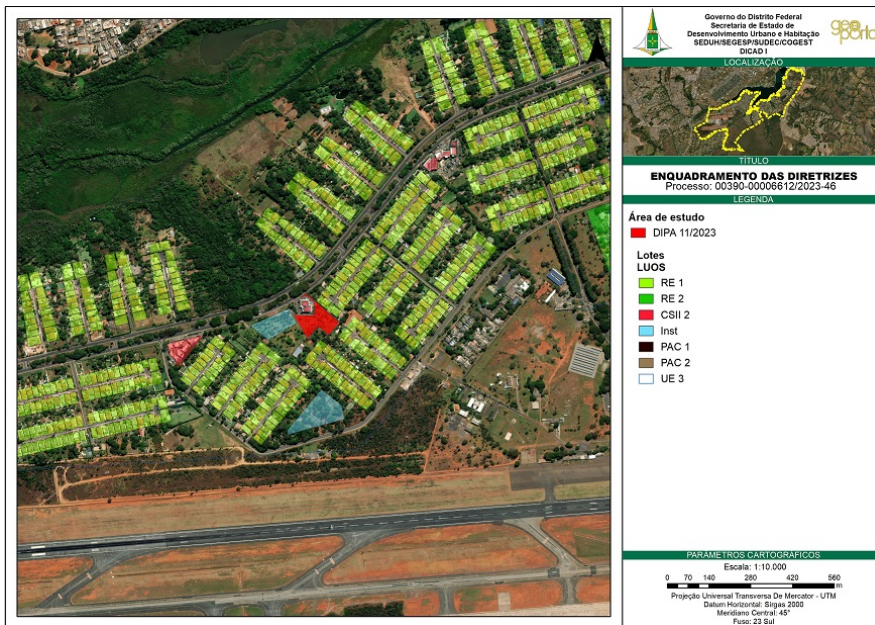 Governo do Distrito Federal
Secretaria de Estado de
Desenvolvimento Urbano e Habitação
SEDUH/SEGESP/SUDEC/COGEST
DICAD I
geo
portal
LOCALIZAÇÃO
TÍTULO
ENQUADRAMENTO DAS DIRETRIZES
Processo: 00390-00006612/2023-46
LEGENDA
Área de estudo
DIPA 11/2023
Lotes
LUOS
RE 1
RE 2
CSII 2
Inst
PAC 1
PAC 2
UE 3
PARÂMETROS CARTOGRÁFICOS
Escala: 1:10.000
0 70 140 280 420 560
m
Projeção Universal Transversa De Mercator - UTM
Datum Horizontal: Sirgas 2000
Meridiano Central: 45°
Fuso: 23 Sul